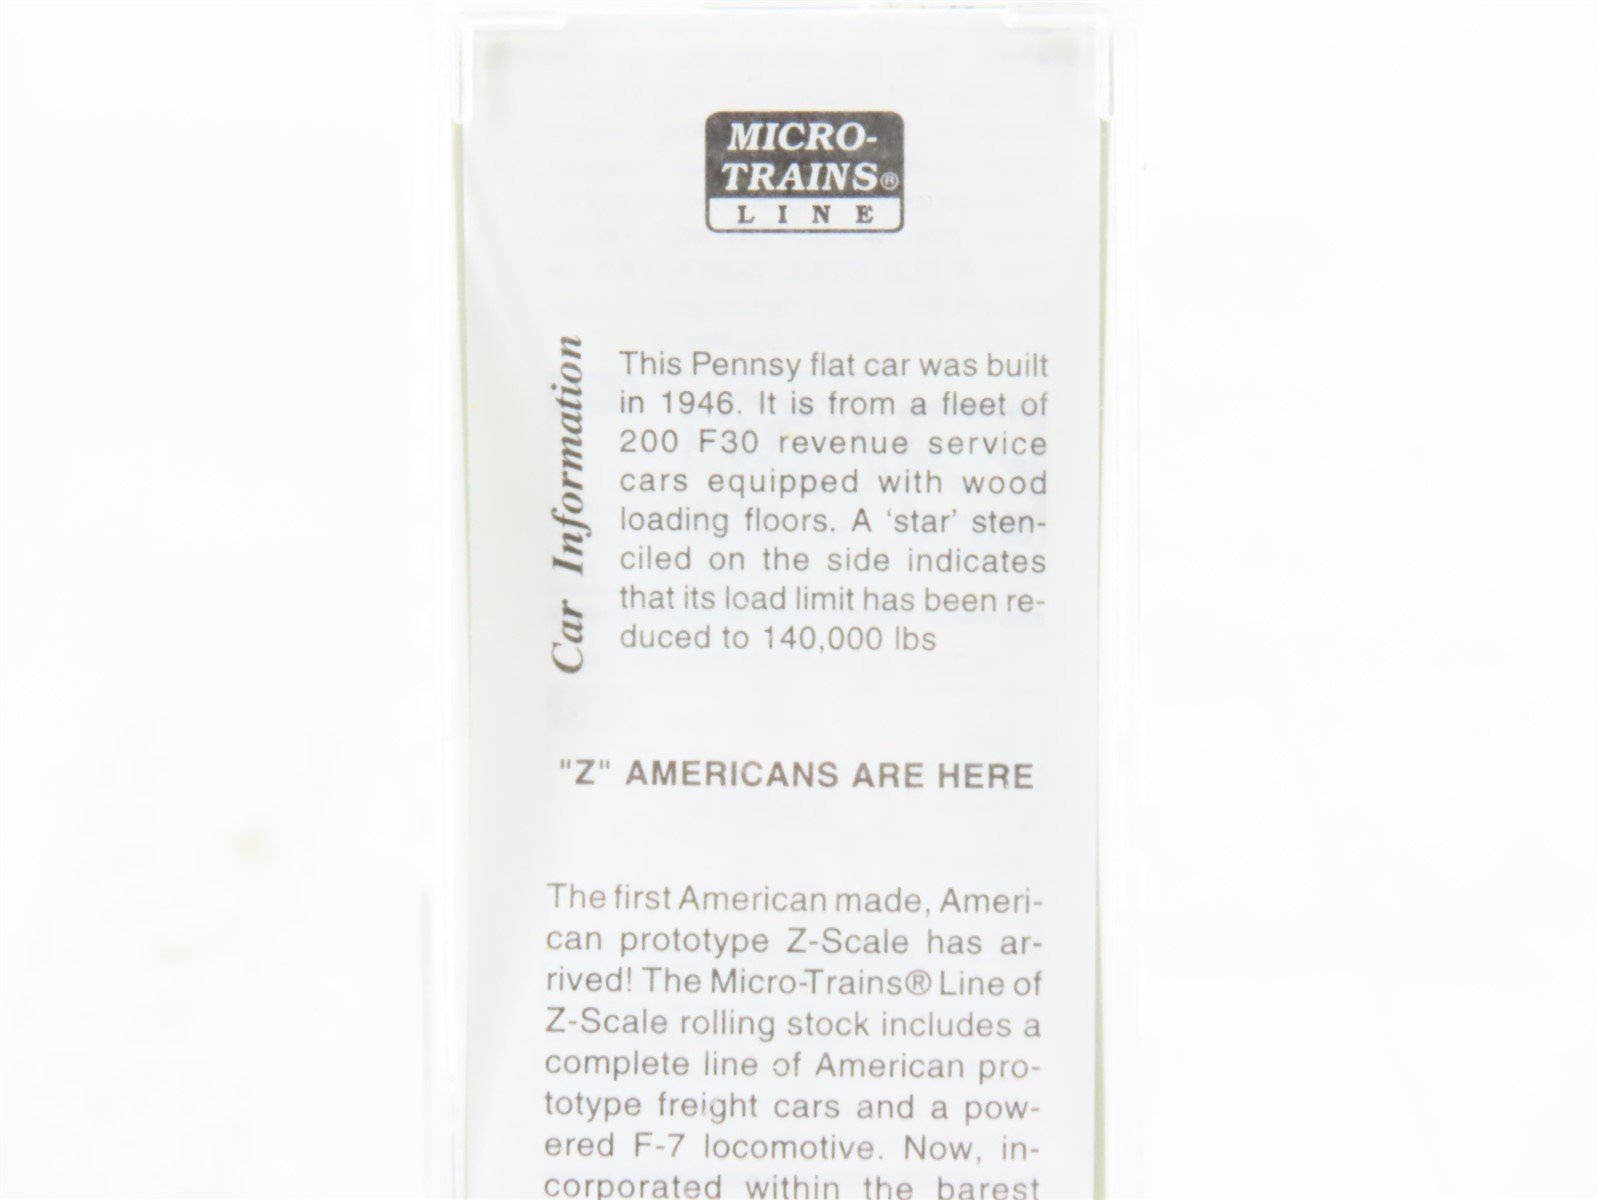 MICRO-
TRAINS®
LINE
Car Information
This Pennsy flat car was built
in 1946. It is from a fleet of
200 F30 revenue service
cars equipped with wood
loading floors. A ‘star’ sten-
ciled on the side indicates
that its load limit has been re-
duced to 140,000 lbs
"Z" AMERICANS ARE HERE
The first American made, Ameri-
can prototype Z-Scale has ar-
rived! The Micro-Trains® Line of
Z-Scale rolling stock includes a
complete line of American pro-
totype freight cars and a pow-
ered F-7 locomotive. Now, in-
corporated within the barest